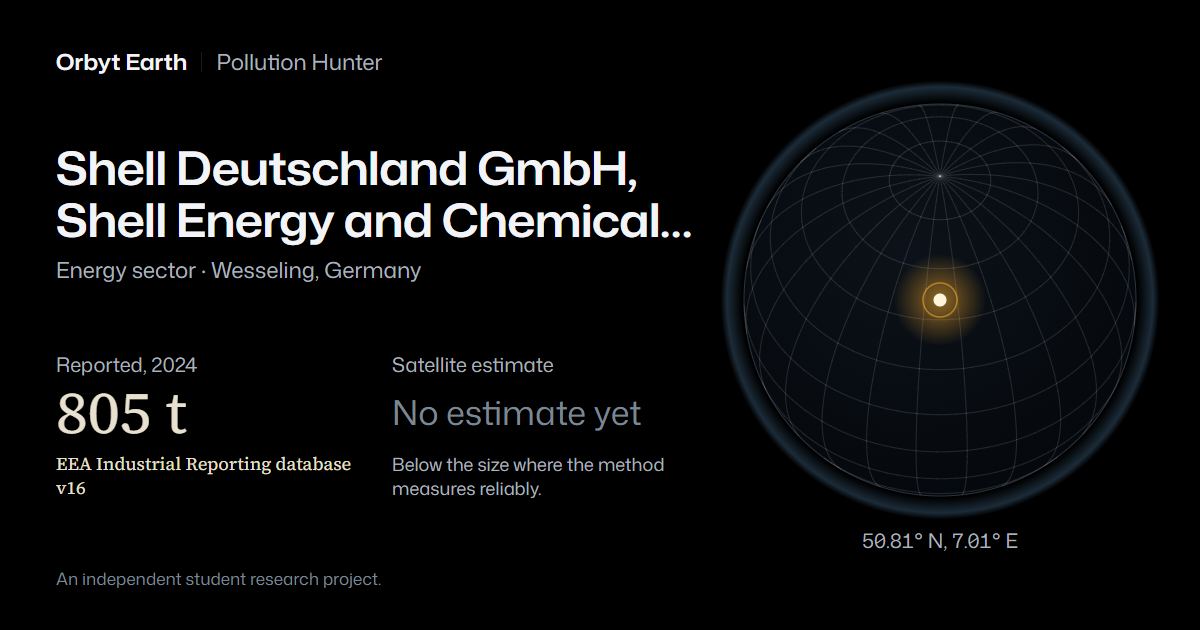 Orbyt Earth | Pollution Hunter
Shell Deutschland GmbH,
Shell Energy and Chemical...
Energy sector · Wesseling, Germany
Reported, 2024
805 t
EEA Industrial Reporting database
v16
Satellite estimate
No estimate yet
Below the size where the method
measures reliably.
50.81° N, 7.01° E
An independent student research project.